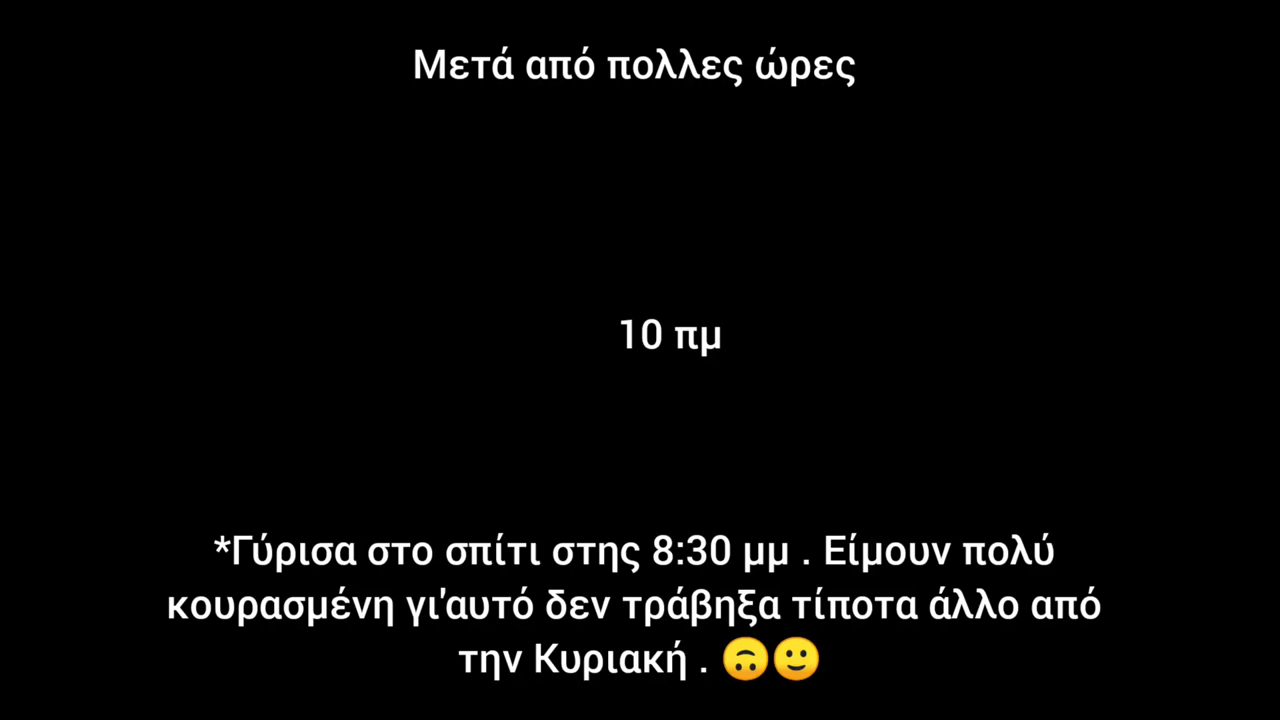 Μετά από πολλες ώρες
10 πμ
*Γύρισα στο σπίτι στης 8:30 μμ . Είμουν πολύ
κουρασμένη γι'αυτό δεν τράβηξα τίποτα άλλο από
την Κυριακή . 🙃🙂